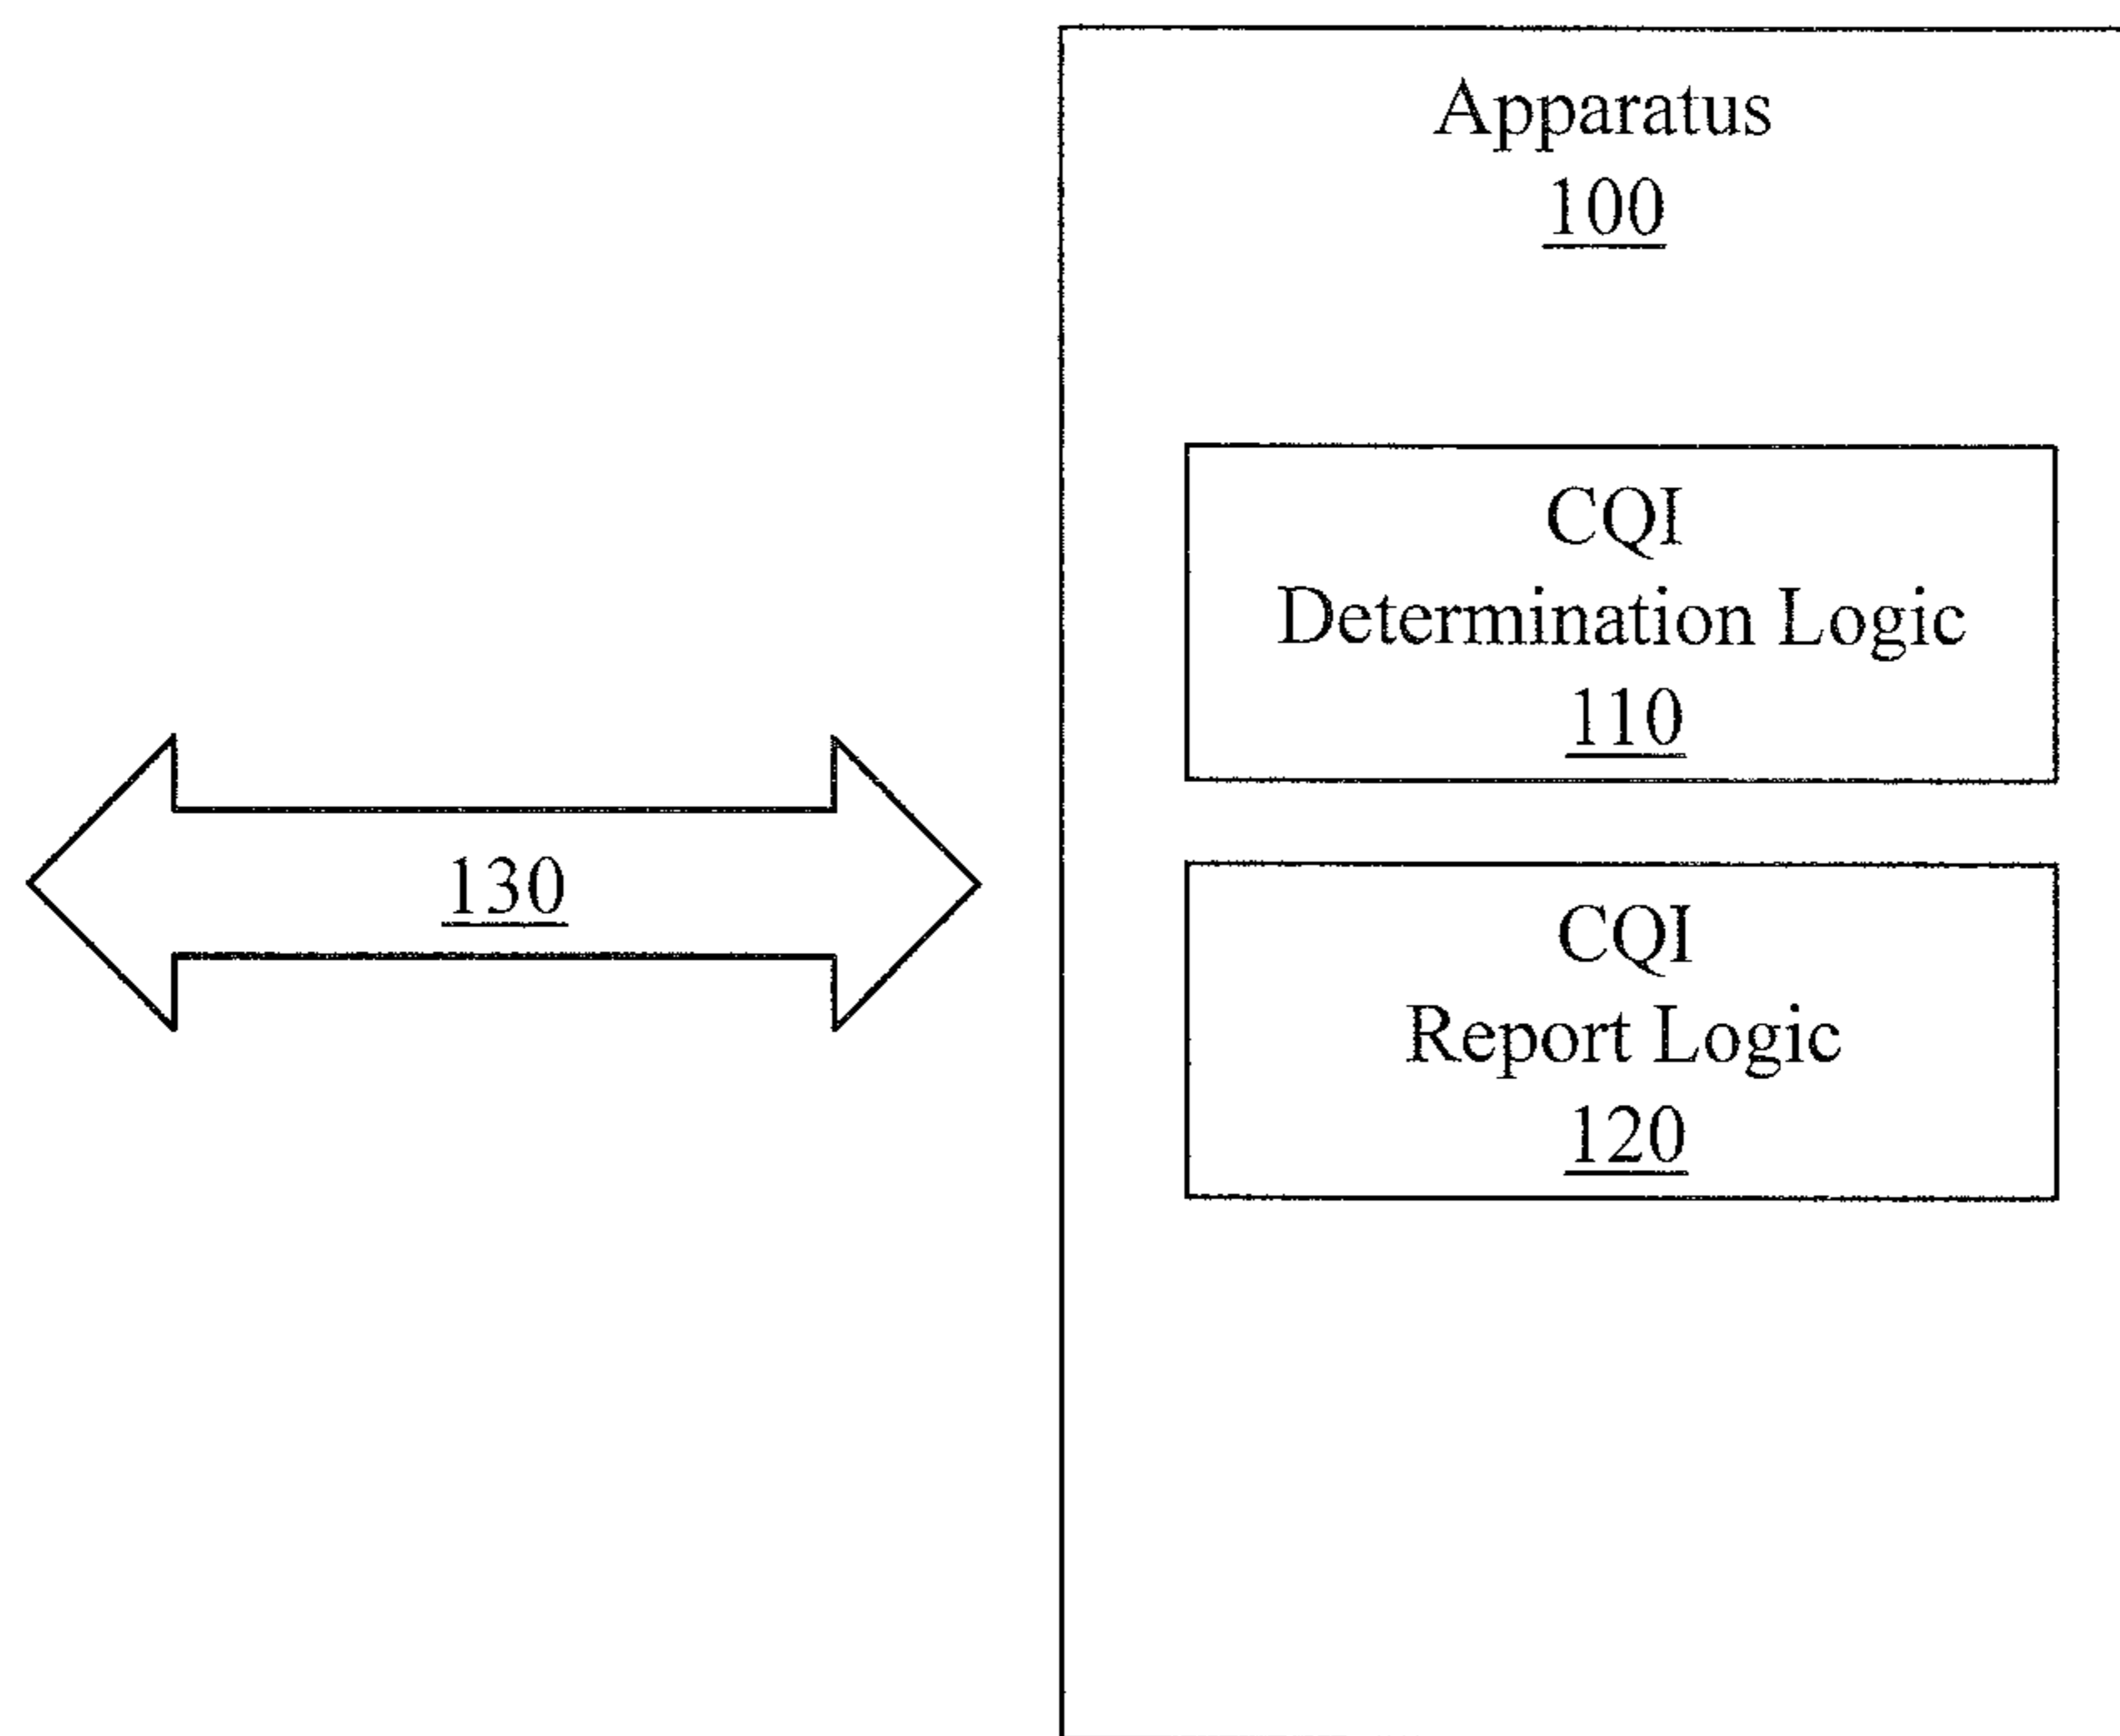 Apparatus
100
CQI
Determination Logic
110
130
CQI
Report Logic
120